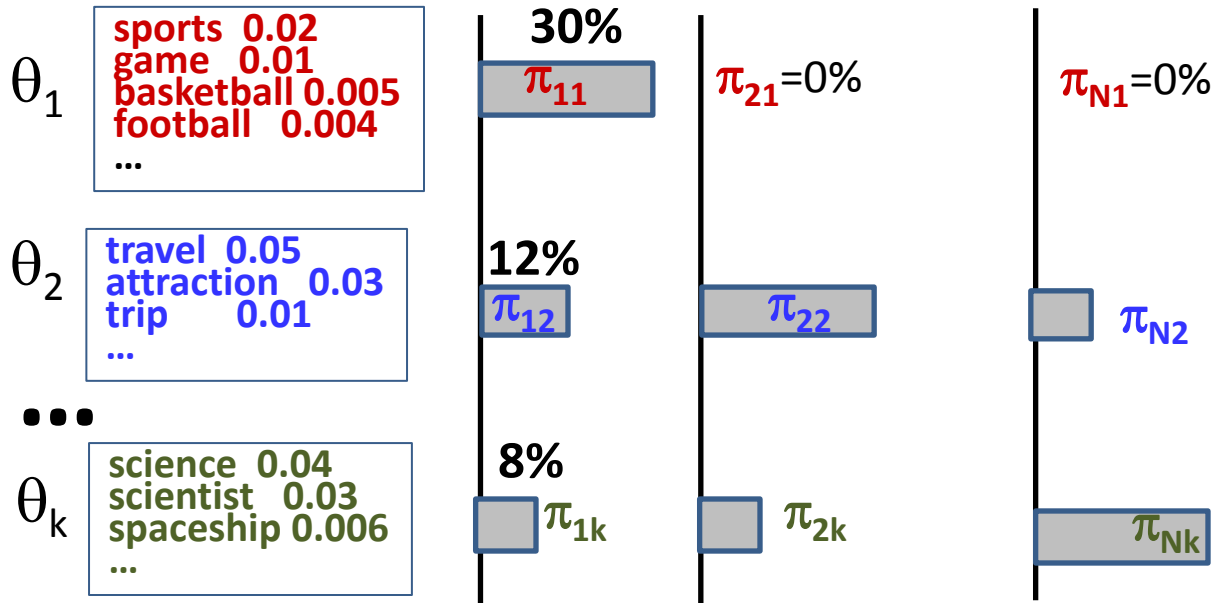 θ1
sports 0.02
game 0.01
basketball 0.005
football 0.004
...
30%
π11
π21=0%
πN1=0%
θ2
travel 0.05
attraction 0.03
trip 0.01
...
12%
π12
π22
πN2
...
θk
science 0.04
scientist 0.03
spaceship 0.006
...
8%
π1k
π2k
πNk